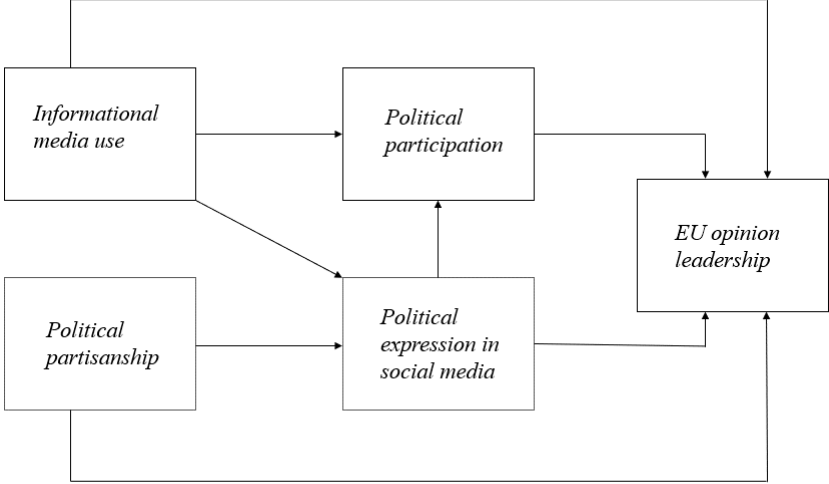 Informational
media use
Political
participation
EU opinion
leadership
Political
partisanship
Political
expression in
social media